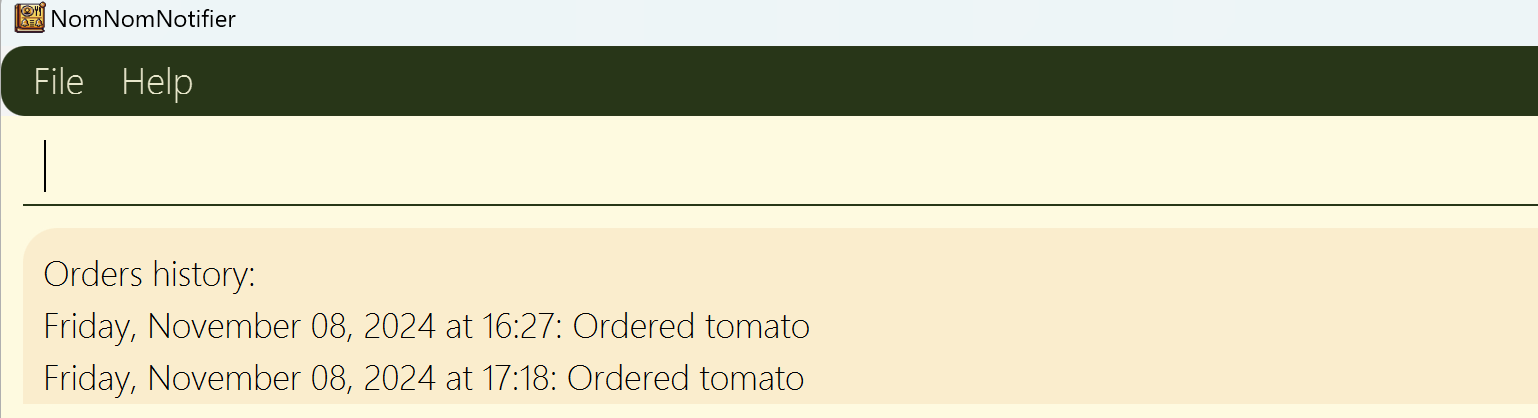 NomNomNotifier
File Help
Orders history:
Friday, November 08, 2024 at 16:27: Ordered tomato
Friday, November 08, 2024 at 17:18: Ordered tomato